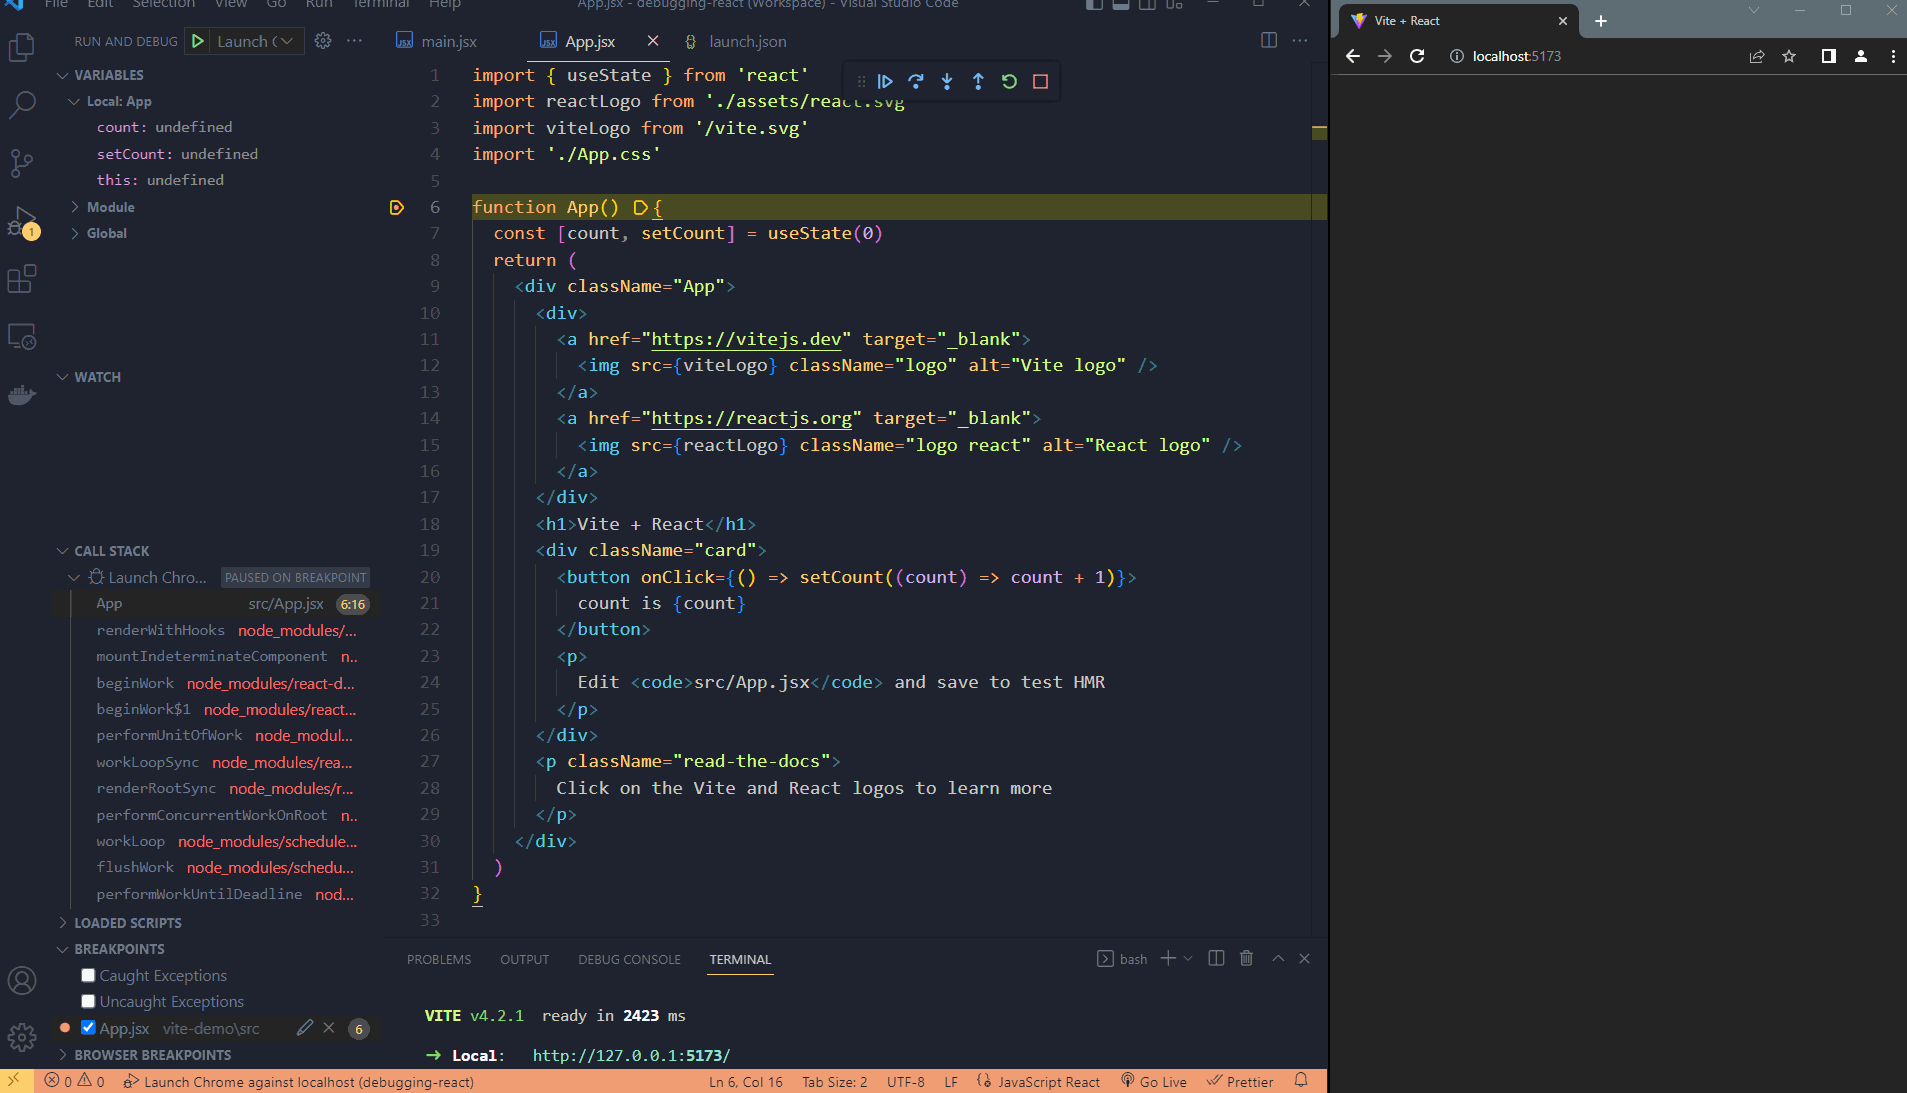 File Edit Selection View Go Run Terminal Help
App.jsx - debugging-react (Workspace) - Visual Studio Code
RUN AND DEBUG Launch C
VARIABLES
Local: App
count: undefined
setCount: undefined
this: undefined
Module
Global
WATCH
CALL STACK
Launch Chro... PAUSED ON BREAKPOINT
App src/App.jsx 6:16
renderWithHooks node_modules/...
mountIndeterminateComponent n..
beginWork node_modules/react-d...
beginWork$1 node_modules/react...
performUnitOfWork node_modul...
workLoopSync node_modules/rea...
renderRootSync node_modules/r...
performConcurrentWorkOnRoot n..
workLoop node_modules/schedule...
flushWork node_modules/schedu...
performWorkUntilDeadline nod...
LOADED SCRIPTS
BREAKPOINTS
Caught Exceptions
Uncaught Exceptions
App.jsx vite-demo\src 6
BROWSER BREAKPOINTS
1
main.jsx App.jsx launch.json
1 import { useState } from 'react'
2 import reactLogo from './assets/react.svg
3 import viteLogo from '/vite.svg'
4 import './App.css'
5
6 function App() {
7 const [count, setCount] = useState(0)
8 return (
9 <div className="App">
10 <div>
11 <a href="https://vitejs.dev" target="_blank">
12 <img src={viteLogo} className="logo" alt="Vite logo" />
13 </a>
14 <a href="https://reactjs.org" target="_blank">
15 <img src={reactLogo} className="logo react" alt="React logo" />
16 </a>
17 </div>
18 <h1>Vite + React</h1>
19 <div className="card">
20 <button onClick={() => setCount((count) => count + 1)}>
21 count is {count}
22 </button>
23 <p>
24 Edit <code>src/App.jsx</code> and save to test HMR
25 </p>
26 </div>
27 <p className="read-the-docs">
28 Click on the Vite and React logos to learn more
29 </p>
30 </div>
31 )
32 }
33
PROBLEMS OUTPUT DEBUG CONSOLE TERMINAL bash
VITE v4.2.1 ready in 2423 ms
➜ Local: http://127.0.0.1:5173/
0 0 Launch Chrome against localhost (debugging-react) Ln 6, Col 16 Tab Size: 2 UTF-8 LF JavaScript React Go Live Prettier
Vite + React
localhost:5173